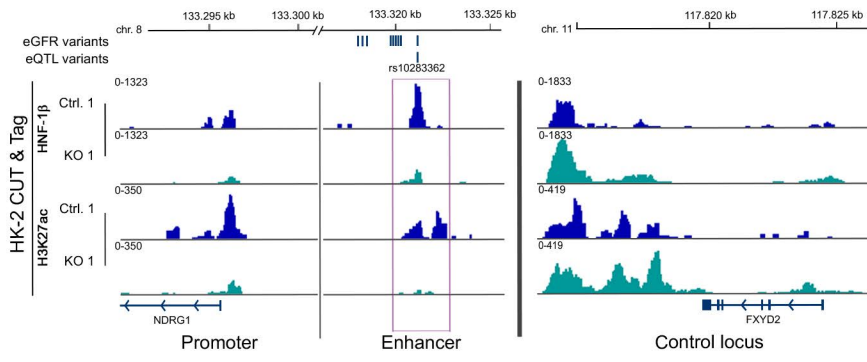 chr. 8 133.295 kb 133.300 kb 133.320 kb 133.325 kb chr. 11 117.820 kb 117.825 kb
eGFR variants
eQTL variants
rs10283362
HK-2 CUT & Tag
HNF-1β
Ctrl. 1 0-1323 0-1833
KO 1 0-1323 0-1833
H3K27ac
Ctrl. 1 0-350 0-419
KO 1 0-350 0-419
NDRG1 FXYD2
Promoter Enhancer Control locus